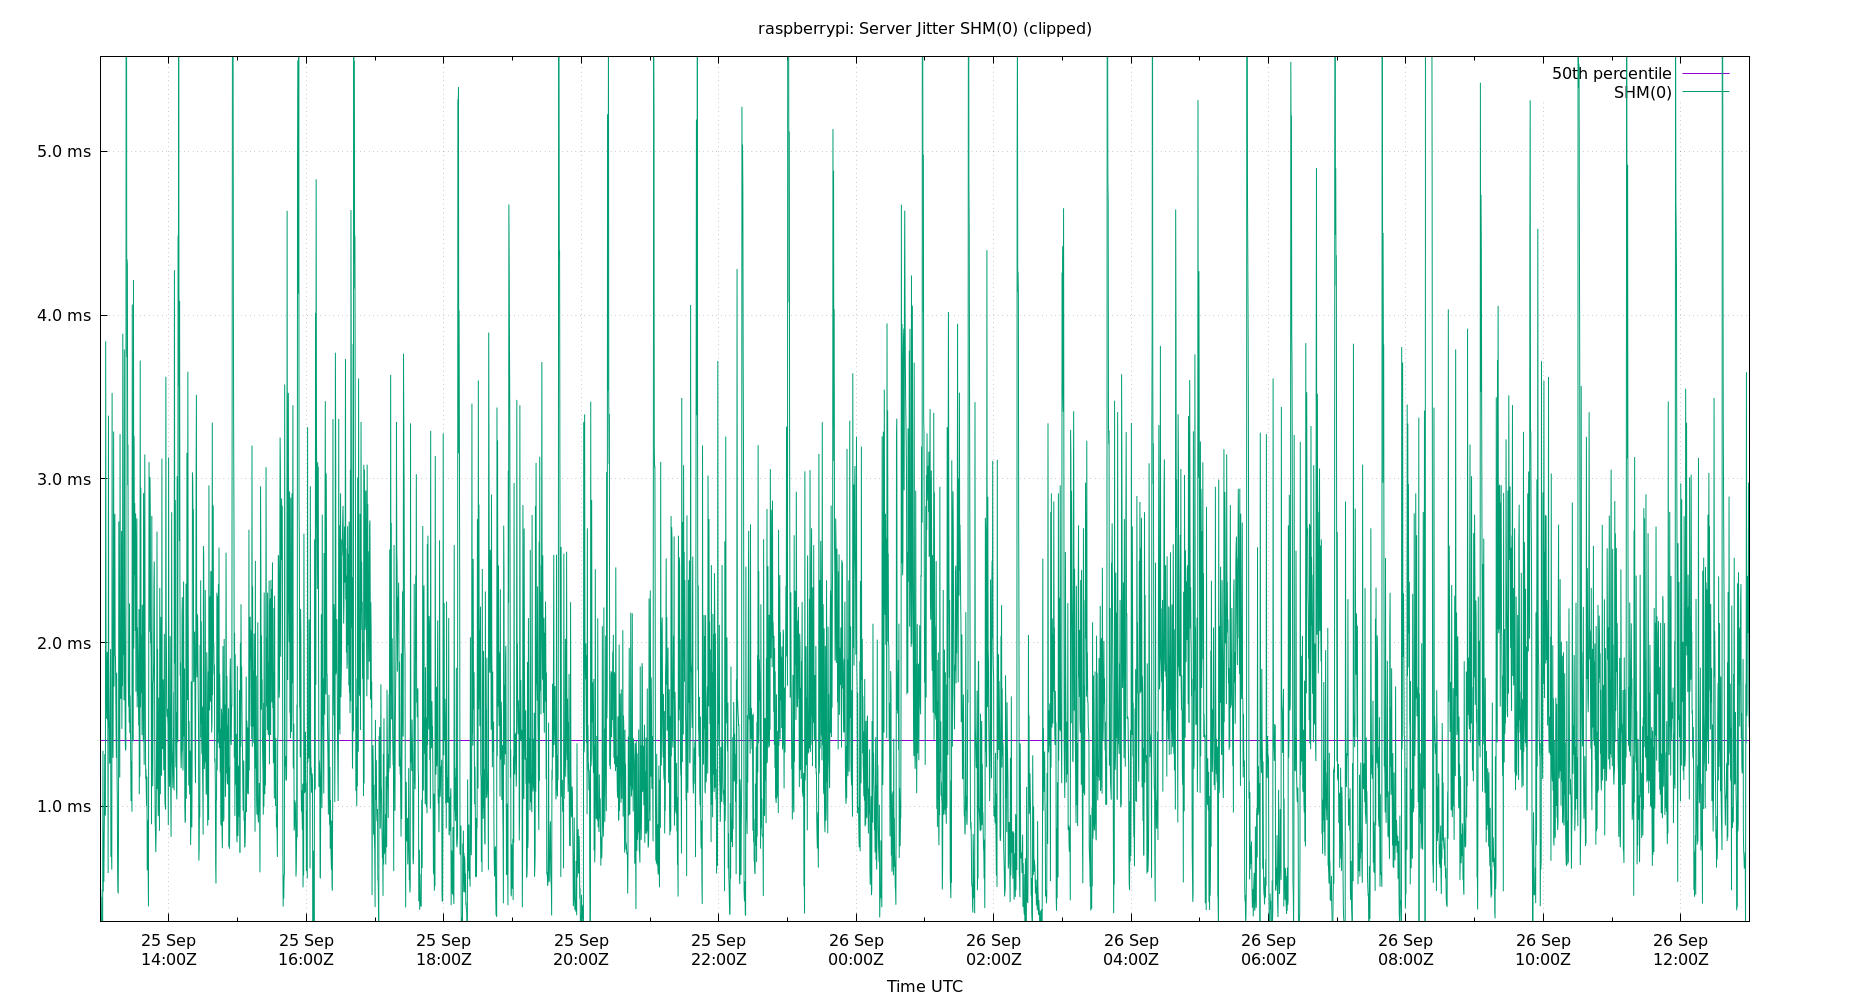 raspberrypi: Server Jitter SHM(0) (clipped)
50th percentile
SHM(0)
5.0 ms
4.0 ms
3.0 ms
2.0 ms
1.0 ms
25 Sep 25 Sep 25 Sep 25 Sep 25 Sep 26 Sep 26 Sep 26 Sep 26 Sep 26 Sep 26 Sep 26 Sep
14:00Z 16:00Z 18:00Z 20:00Z 22:00Z 00:00Z 02:00Z 04:00Z 06:00Z 08:00Z 10:00Z 12:00Z
Time UTC